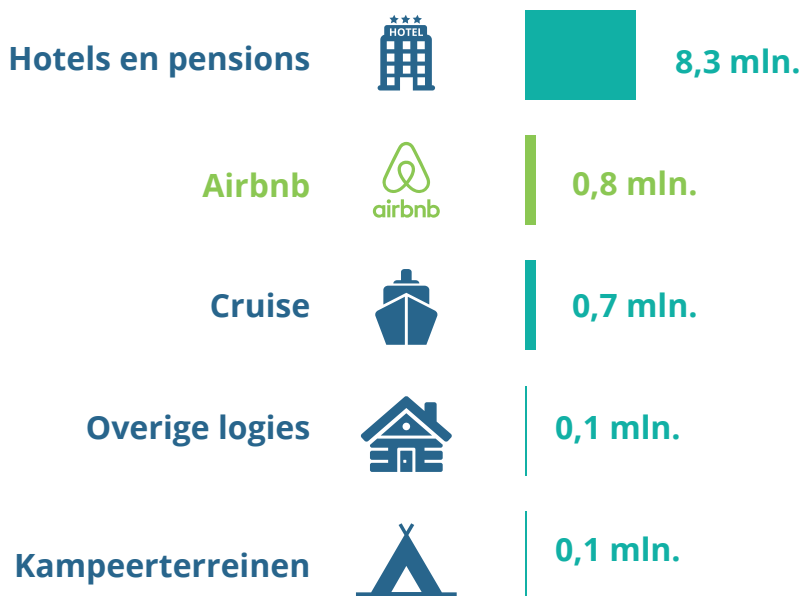 HOTEL
Hotels en pensions
8,3 mln.
Airbnb
airbnb
0,8 mln.
Cruise
0,7 mln.
Overige logies
0,1 mln.
Kampeerterreinen
0,1 mln.